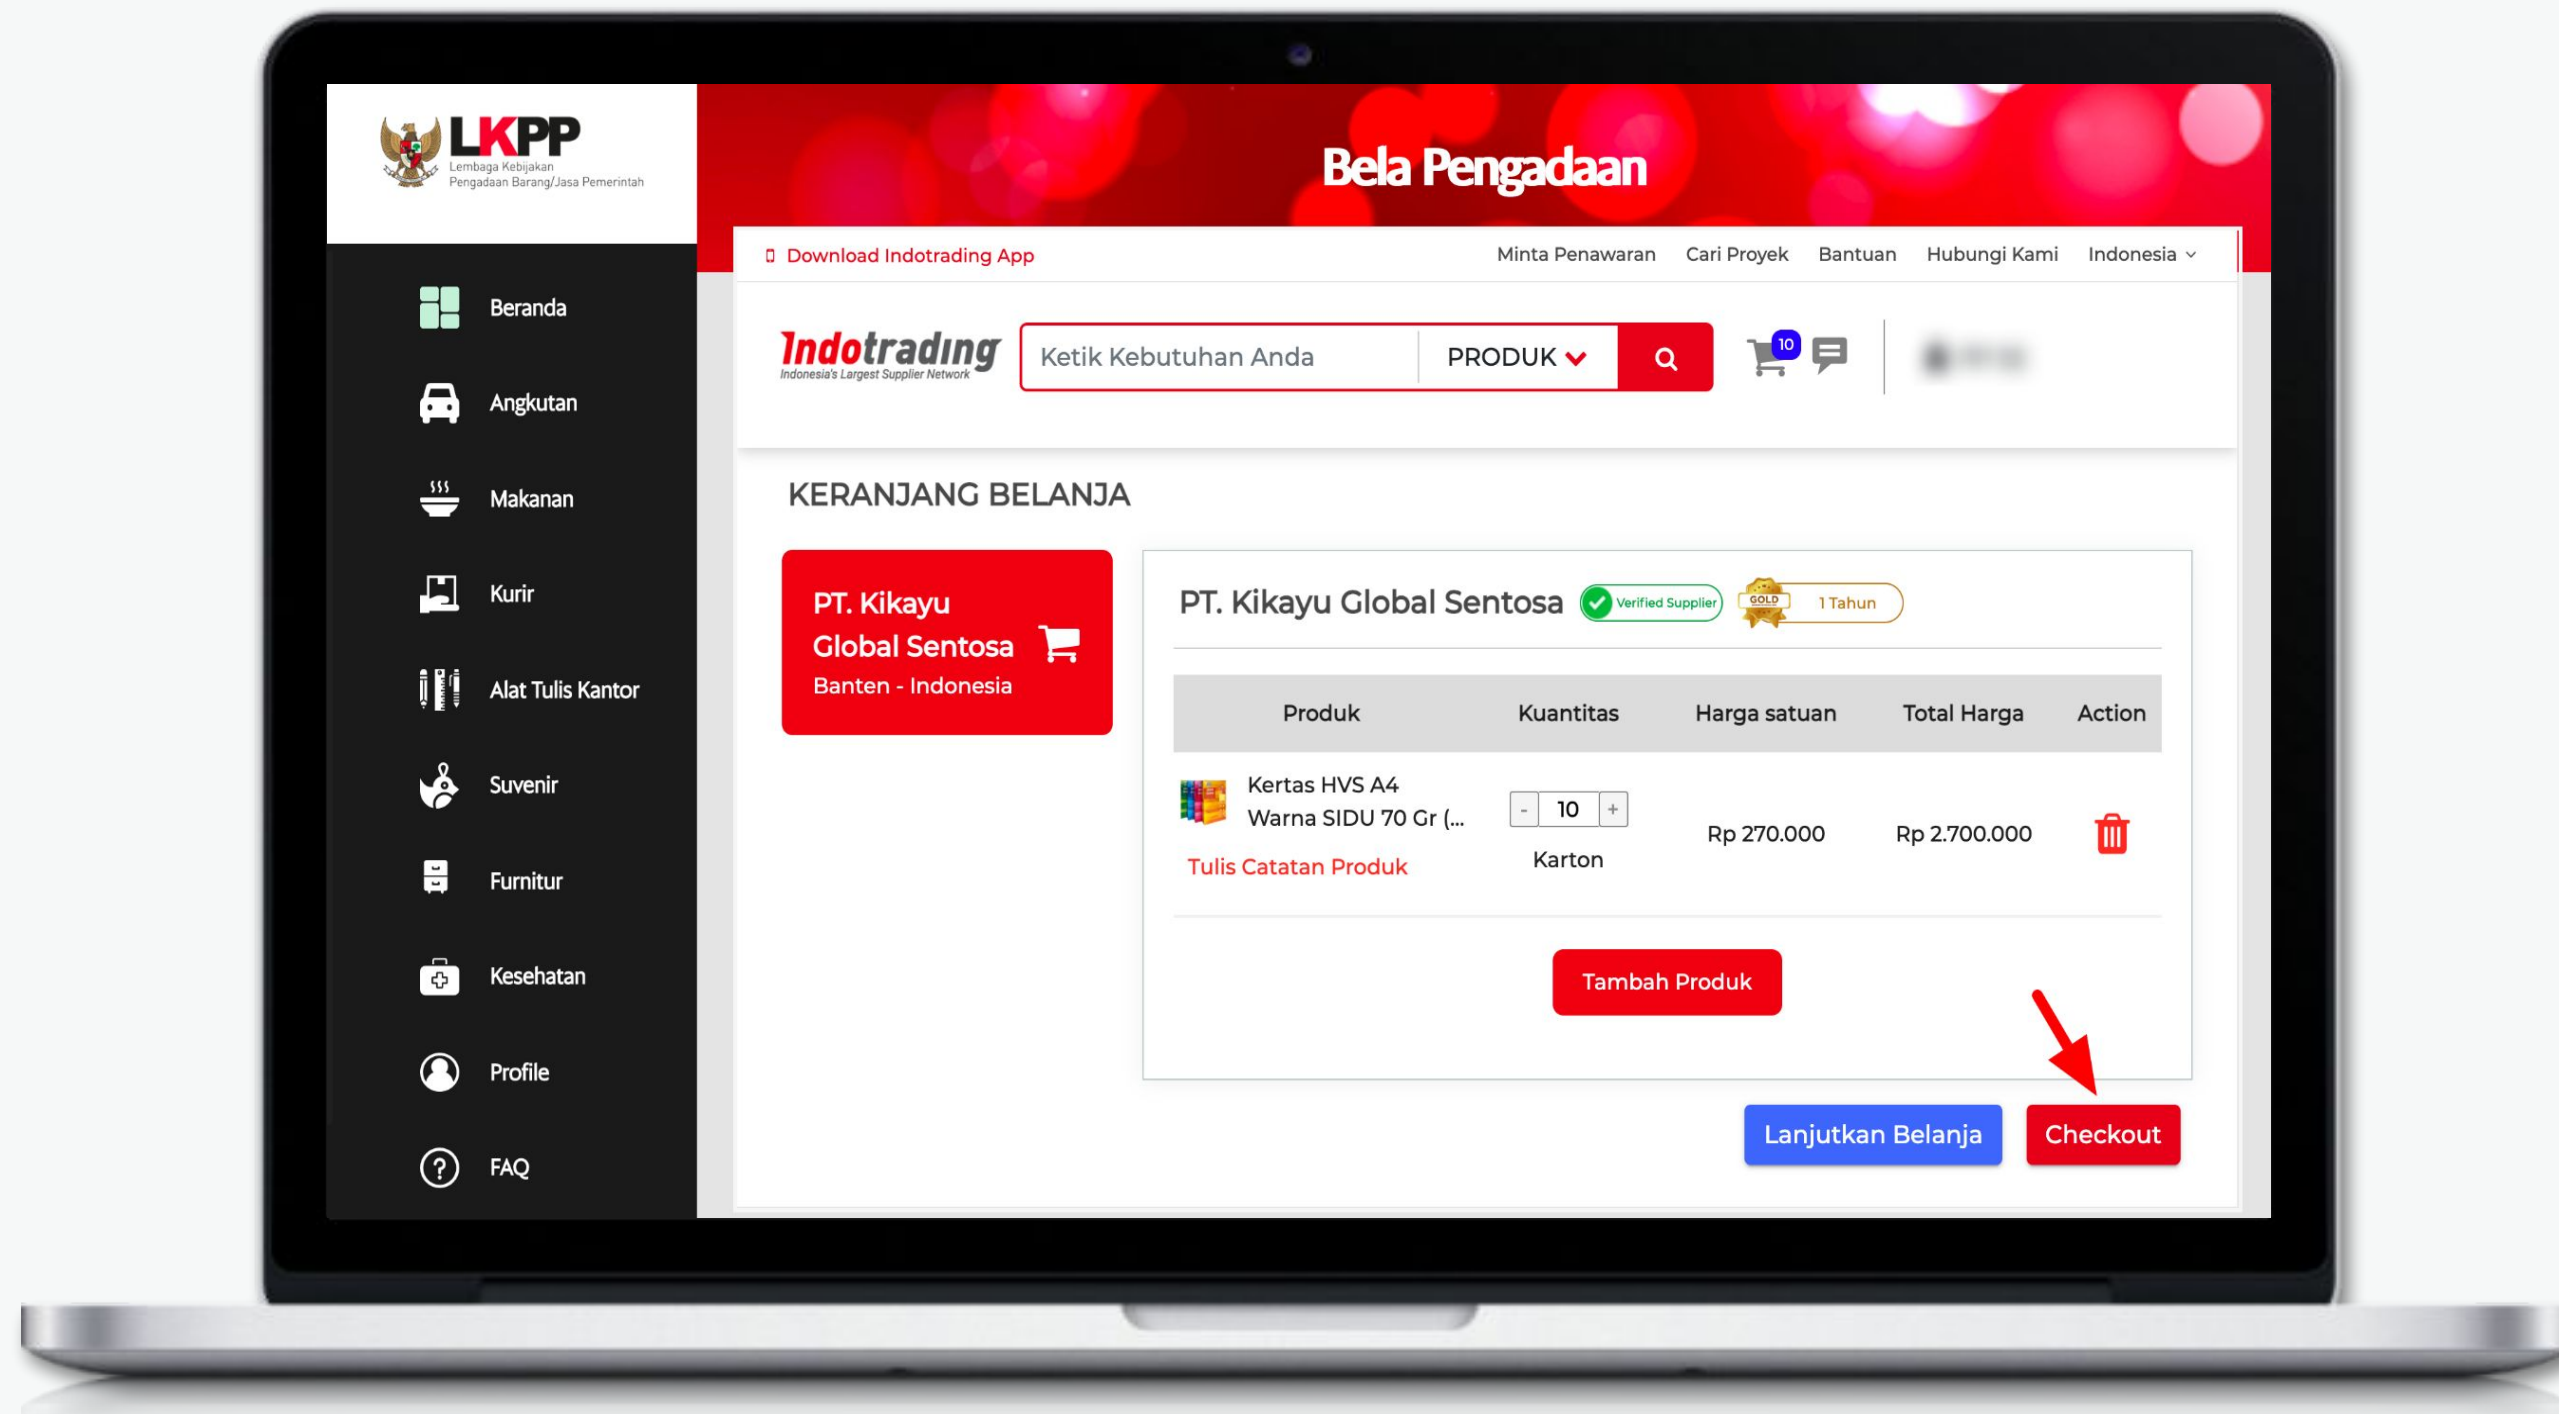 LKPP
Lembaga Kebijakan
Pengadaan Barang/Jasa Pemerintah
Bela Pengadaan
Beranda
Angkutan
Makanan
Kurir
Alat Tulis Kantor
Suvenir
Furnitur
Kesehatan
Profile
FAQ
Download Indotrading App
Minta Penawaran Cari Proyek Bantuan Hubungi Kami Indonesia
Indotrading
Indonesia's Largest Supplier Network
Ketik Kebutuhan Anda PRODUK
10
KERANJANG BELANJA
PT. Kikayu
Global Sentosa
Banten - Indonesia
PT. Kikayu Global Sentosa Verified Supplier GOLD 1 Tahun
Produk Kuantitas Harga satuan Total Harga Action
Kertas HVS A4
Warna SIDU 70 Gr (...
- 10 +
Karton
Rp 270.000 Rp 2.700.000
Tulis Catatan Produk
Tambah Produk
Lanjutkan Belanja Checkout